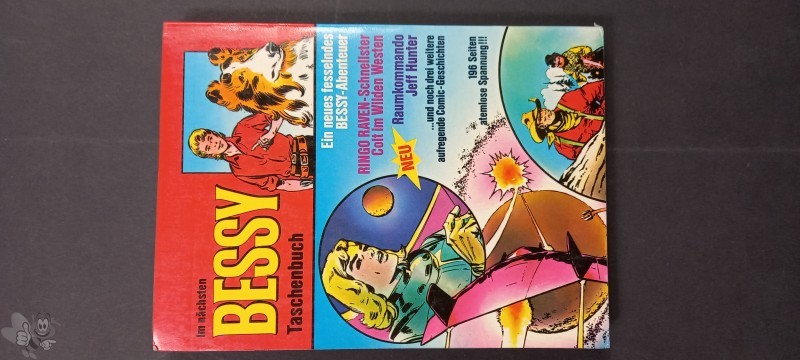 Im nächsten
BESSY
Taschenbuch
Ein neues fesselndes
BESSY-Abenteuer
RINGO RAVEN-Schnellster
Colt im Wilden Westen
NEU
Raumkommando
Jeff Hunter
...und noch drei weitere
aufregende Comic-Geschichten
196 Seiten
atemlose Spannung!!!